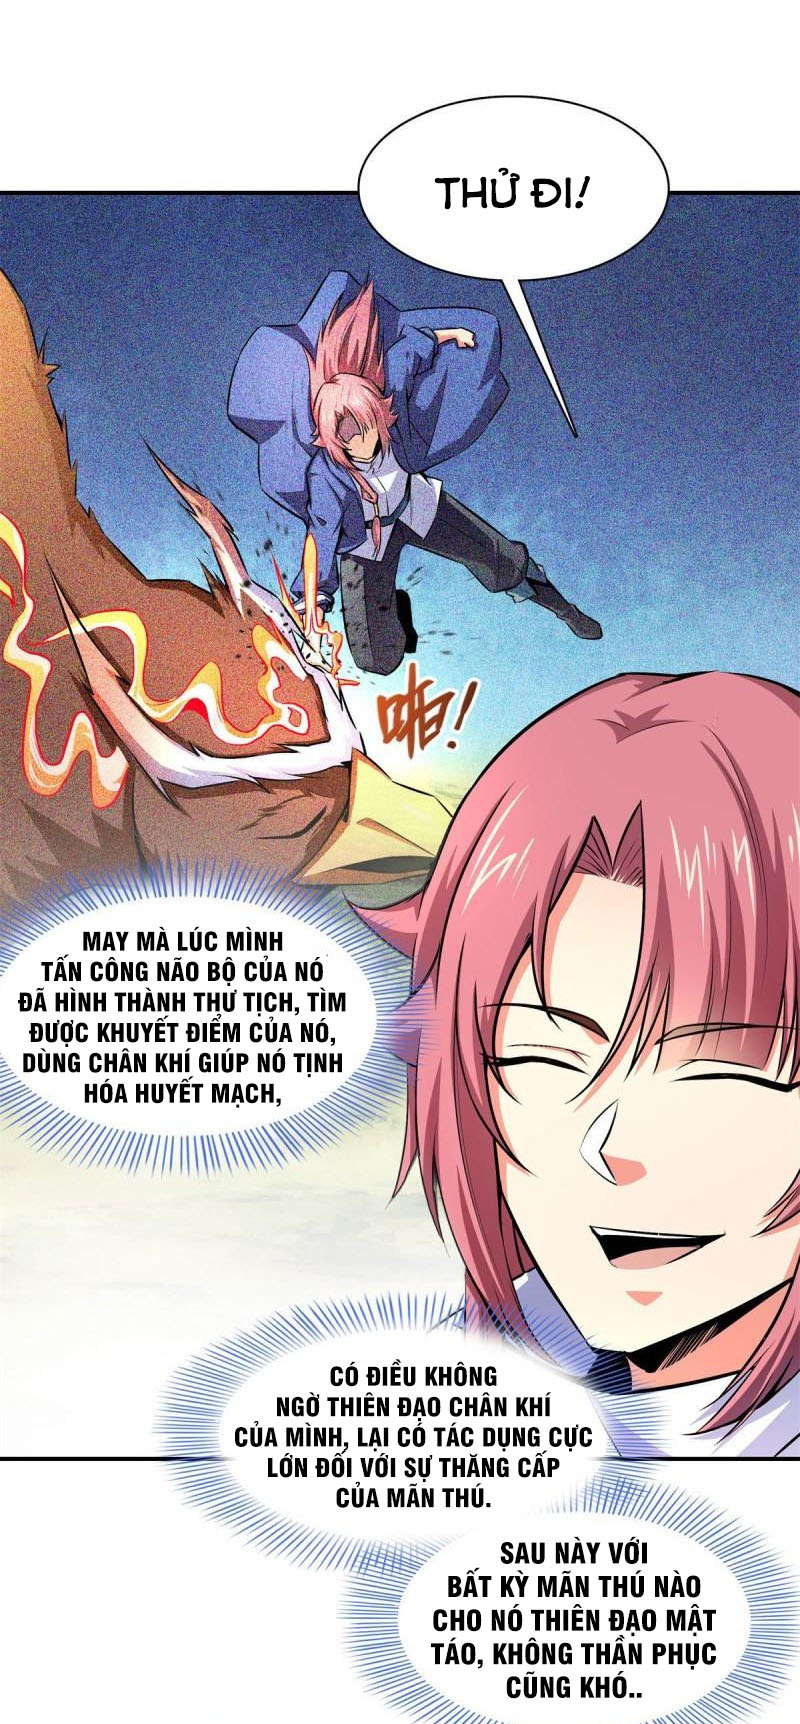 THỬ ĐI!
啪!
MAY MÀ LÚC MÌNH
TẤN CÔNG NÃO BỘ CỦA NÓ
ĐÃ HÌNH THÀNH THƯ TỊCH, TÌM
ĐƯỢC KHUYẾT ĐIỂM CỦA NÓ,
DÙNG CHÂN KHÍ GIÚP NÓ TỊNH
HÓA HUYẾT MẠCH,
CÓ ĐIỀU KHÔNG
NGỜ THIÊN ĐẠO CHÂN KHÍ
CỦA MÌNH, LẠI CÓ TÁC DỤNG CỰC
LỚN ĐỐI VỚI SỰ THĂNG CẤP
CỦA MÃN THÚ.
SAU NÀY VỚI
BẤT KỲ MÃN THÚ NÀO
CHO NÓ THIÊN ĐẠO MẬT
TÁO, KHÔNG THẦN PHỤC
CŨNG KHÓ..